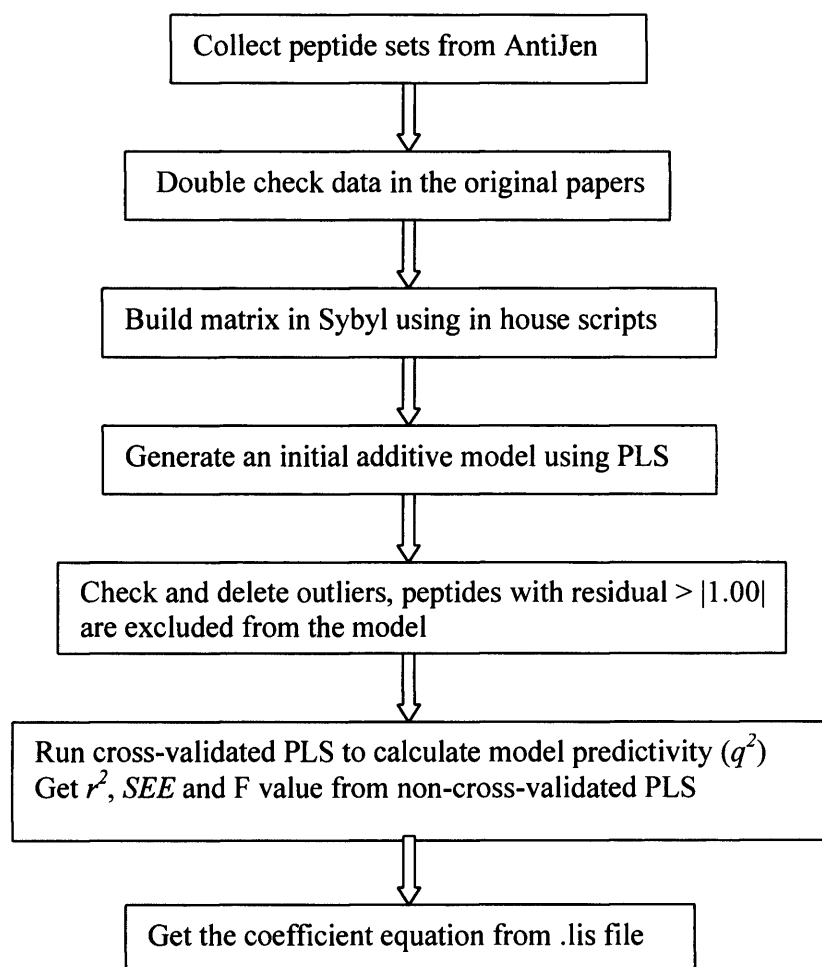 Collect peptide sets from AntiJen
Double check data in the original papers
Build matrix in Sybyl using in house scripts
Generate an initial additive model using PLS
Check and delete outliers, peptides with residual > |1.00|
are excluded from the model
Run cross-validated PLS to calculate model predictivity (q²)
Get r², SEE and F value from non-cross-validated PLS
Get the coefficient equation from .lis file